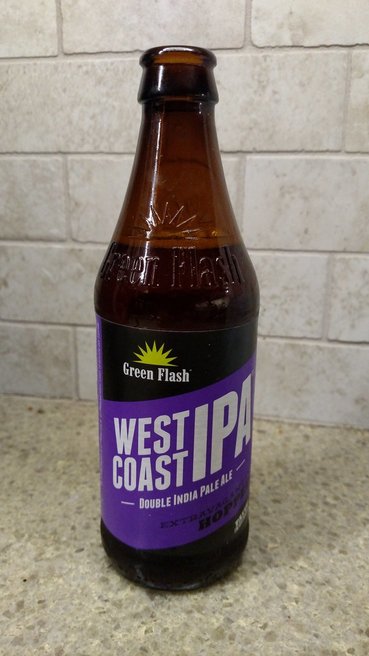 Green Flash
Green Flash
WEST
COAST
IPA
DOUBLE INDIA PALE ALE